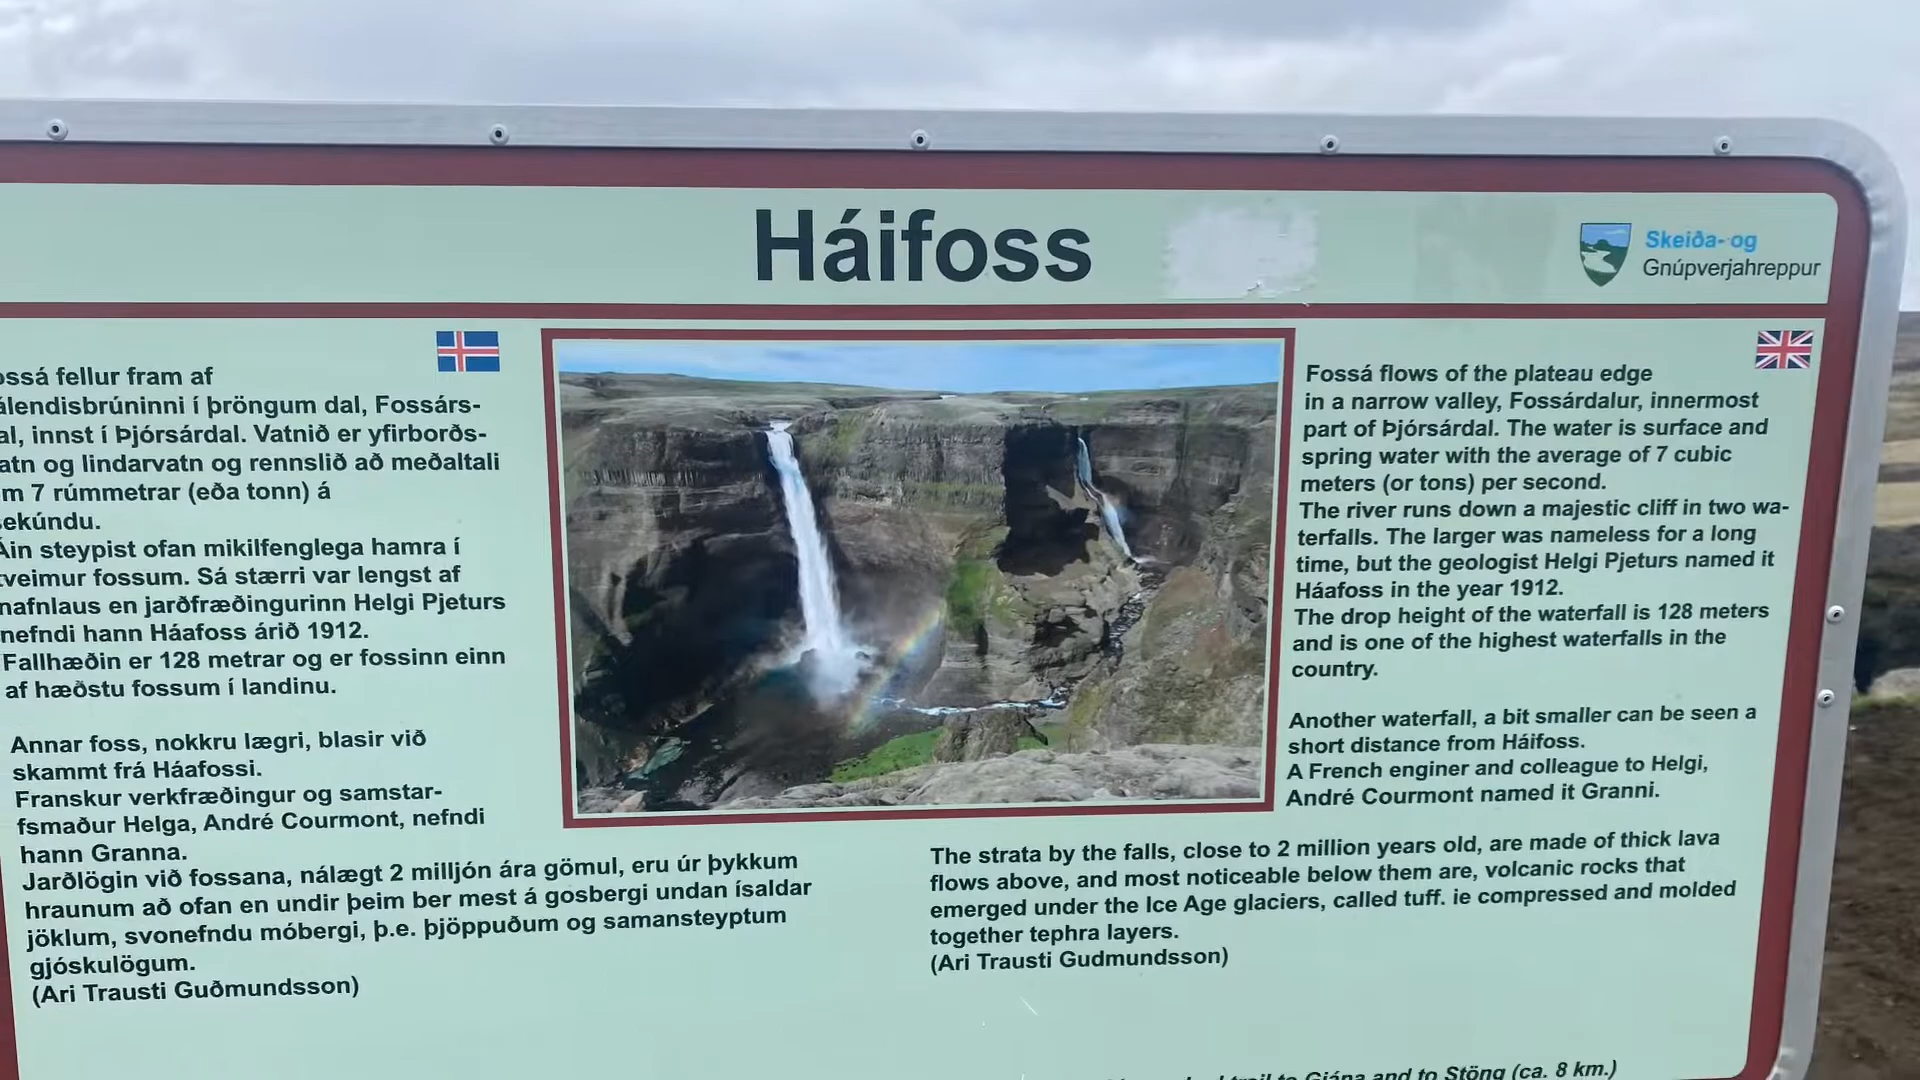 Háifoss
Skeiða- og
Gnúpverjahreppur
fellur fram af
í þröngum dal, Fossárs-
innst í Þjórsárdal. Vatnið er yfirborðs-
og lindarvatn og rennslið að meðaltali
7 rúmmetrar (eða tonn) á
Áin steypist ofan mikilfenglega hamra í
tveimur fossum. Sá stærri var lengst af
nafnlaus en jarðfræðingurinn Helgi Pjeturs
nefndi hann Háafoss árið 1912.
Fallhæðin er 128 metrar og er fossinn einn
af hæðstu fossum í landinu.
Annar foss, nokkru lægri, blasir við
skammt frá Háafossi.
Franskur verkfræðingur og samstar-
fsmaður Helga, André Courmont, nefndi
hann Granna.
Jarðlögin við fossana, nálægt 2 milljón ára gömul, eru úr þykkum
hraunum að ofan en undir þeim ber mest á gosbergi undan ísaldar
jöklum, svonefndu móbergi, þ.e. þjöppuðum og samansteyptum
gjóskulögum.
(Ari Trausti Guðmundsson)
Fossá flows of the plateau edge
in a narrow valley, Fossárdalur, innermost
part of Þjórsárdal. The water is surface and
spring water with the average of 7 cubic
meters (or tons) per second.
The river runs down a majestic cliff in two wa-
terfalls. The larger was nameless for a long
time, but the geologist Helgi Pjeturs named it
Háafoss in the year 1912.
The drop height of the waterfall is 128 meters
and is one of the highest waterfalls in the
country.
Another waterfall, a bit smaller can be seen a
short distance from Háifoss.
A French enginer and colleague to Helgi,
André Courmont named it Granni.
The strata by the falls, close to 2 million years old, are made of thick lava
flows above, and most noticeable below them are, volcanic rocks that
emerged under the Ice Age glaciers, called tuff. ie compressed and molded
together tephra layers.
(Ari Trausti Gudmundsson)
trail to Gjána and to Stöng (ca. 8 km.)